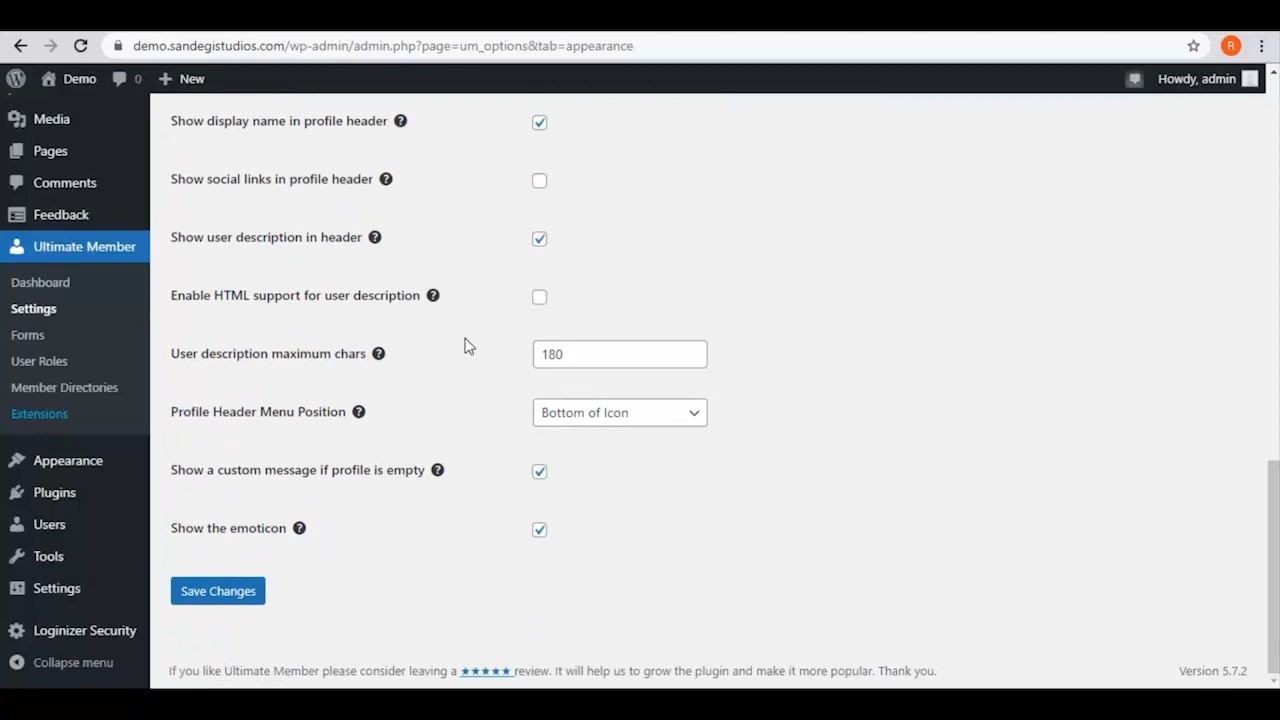 demo.sandegistudios.com/wp-admin/admin.php?page=um_options&tab=appearance
R
Demo
0
New
Howdy, admin
Media
Pages
Comments
Feedback
Ultimate Member
Dashboard
Settings
Forms
User Roles
Member Directories
Extensions
Appearance
Plugins
Users
Tools
Settings
Loginizer Security
Collapse menu
Show display name in profile header ?
Show social links in profile header ?
Show user description in header ?
Enable HTML support for user description ?
User description maximum chars ? 180
Profile Header Menu Position ? Bottom of Icon
Show a custom message if profile is empty ?
Show the emoticon ?
Save Changes
If you like Ultimate Member please consider leaving a ★★★★★ review. It will help us to grow the plugin and make it more popular. Thank you.
Version 5.7.2